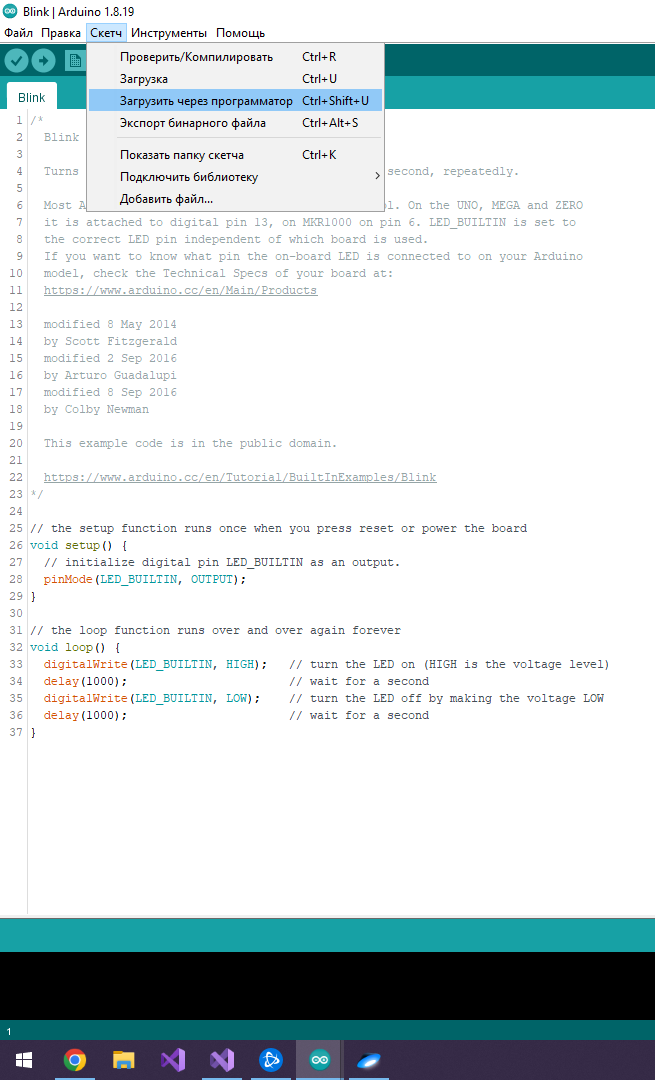 Blink | Arduino 1.8.19
Файл Правка Скетч Инструменты Помощь
Проверить/Компилировать Ctrl+R
Загрузка Ctrl+U
Загрузить через программатор Ctrl+Shift+U
Экспорт бинарного файла Ctrl+Alt+S
Показать папку скетча Ctrl+K
Подключить библиотеку
Добавить файл...
Blink
1 /*
2 Blink
3
4 Turns second, repeatedly.
5
6 Most A ol. On the UNO, MEGA and ZERO
7 it is attached to digital pin 13, on MKR1000 on pin 6. LED_BUILTIN is set to
8 the correct LED pin independent of which board is used.
9 If you want to know what pin the on-board LED is connected to on your Arduino
10 model, check the Technical Specs of your board at:
11 https://www.arduino.cc/en/Main/Products
12
13 modified 8 May 2014
14 by Scott Fitzgerald
15 modified 2 Sep 2016
16 by Arturo Guadalupi
17 modified 8 Sep 2016
18 by Colby Newman
19
20 This example code is in the public domain.
21
22 https://www.arduino.cc/en/Tutorial/BuiltInExamples/Blink
23 */
24
25 // the setup function runs once when you press reset or power the board
26 void setup() {
27 // initialize digital pin LED_BUILTIN as an output.
28 pinMode(LED_BUILTIN, OUTPUT);
29 }
30
31 // the loop function runs over and over again forever
32 void loop() {
33 digitalWrite(LED_BUILTIN, HIGH); // turn the LED on (HIGH is the voltage level)
34 delay(1000); // wait for a second
35 digitalWrite(LED_BUILTIN, LOW); // turn the LED off by making the voltage LOW
36 delay(1000); // wait for a second
37 }
1